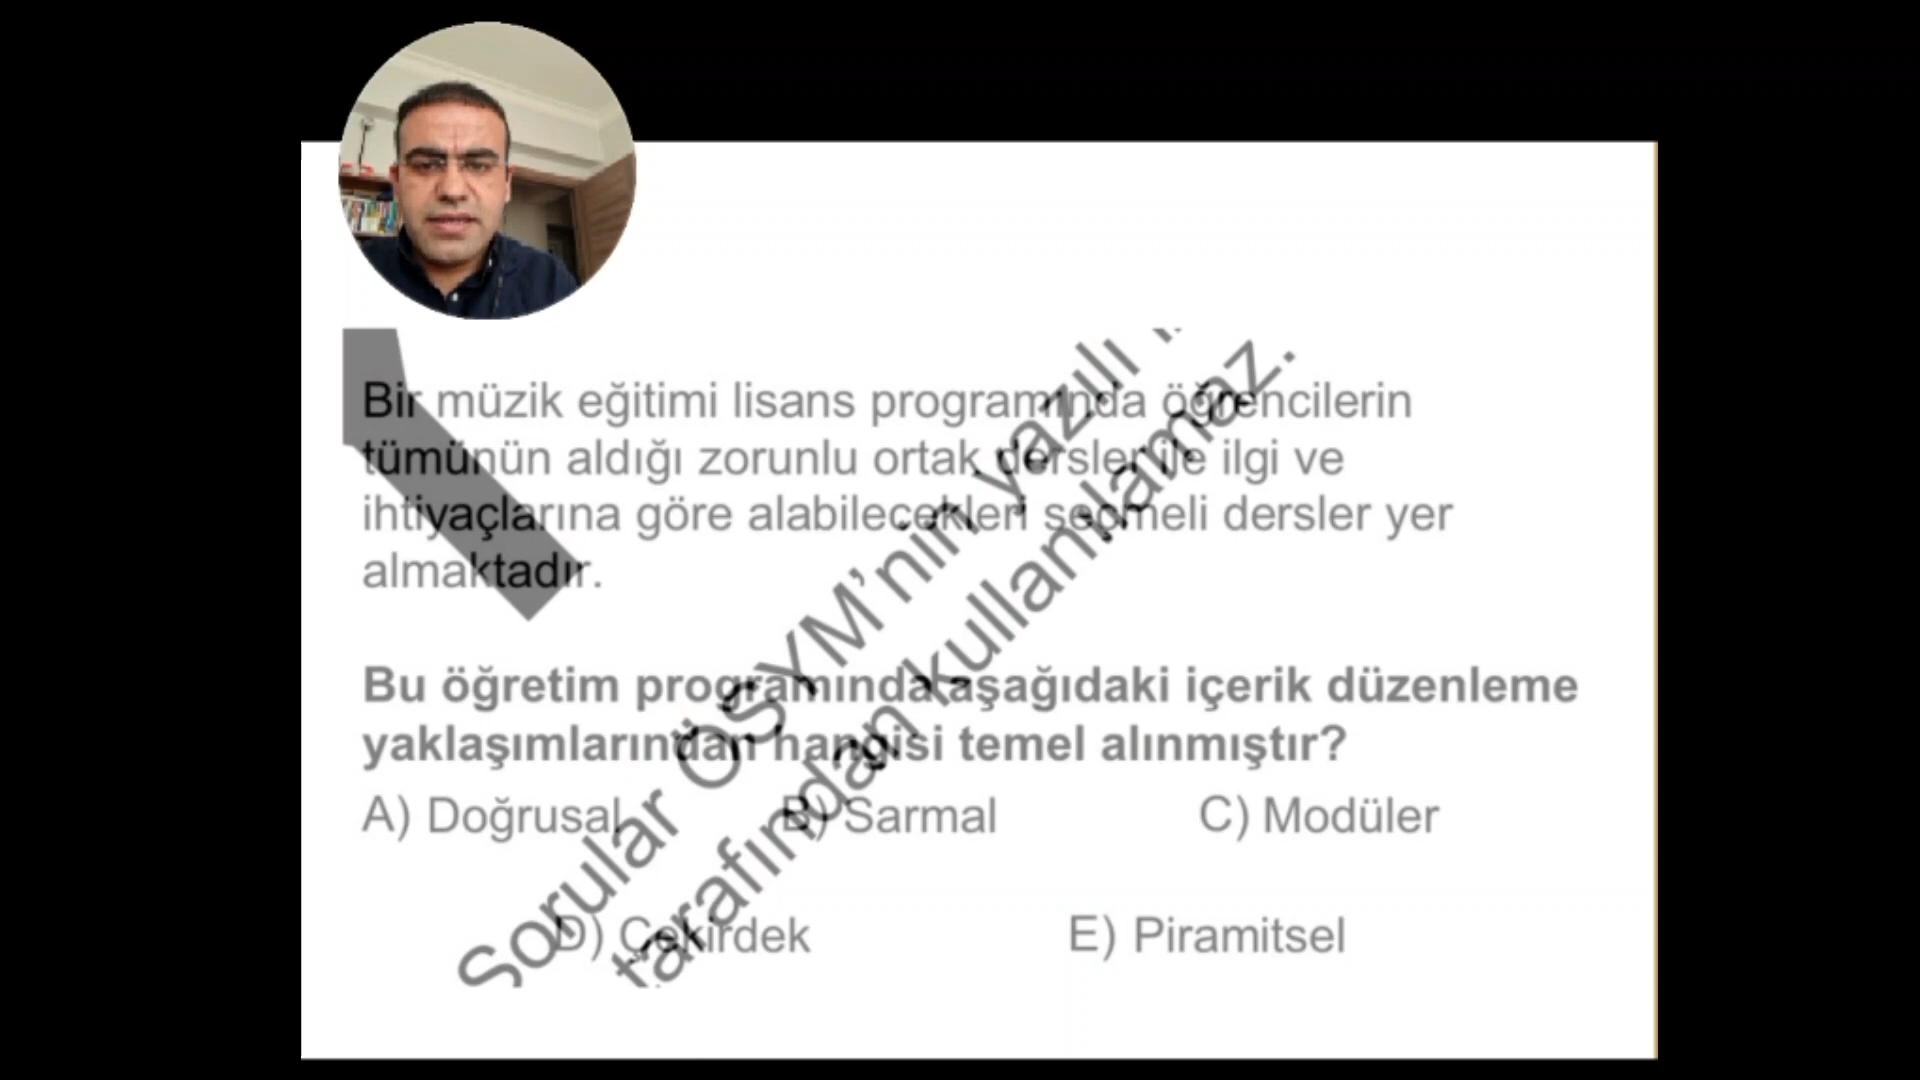 Bir müzik eğitimi lisans programında öğrencilerin
tümünün aldığı zorunlu ortak dersler ile ilgi ve
ihtiyaçlarına göre alabilecekleri seçmeli dersler yer
almaktadır.
Bu öğretim programında aşağıdaki içerik düzenleme
yaklaşımlarından hangisi temel alınmıştır?
A) Doğrusal B) Sarmal C) Modüler
D) Çekirdek E) Piramitsel
Sorular ÖSYM'nin yazılı
tarafından kullanılamaz.